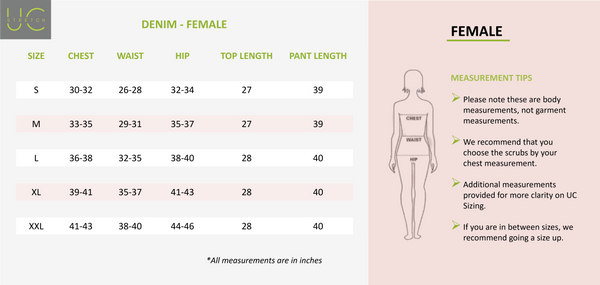 UC
STRETCH
DENIM - FEMALE
SIZE CHEST WAIST HIP TOP LENGTH PANT LENGTH
S 30-32 26-28 32-34 27 39
M 33-35 29-31 35-37 27 39
L 36-38 32-35 38-40 28 40
XL 39-41 35-37 41-43 28 40
XXL 41-43 38-40 44-46 28 40
*All measurements are in inches
FEMALE
CHEST
WAIST
HIP
MEASUREMENT TIPS
Please note these are body
measurements, not garment
measurements.
We recommend that you
choose the scrubs by your
chest measurement.
Additional measurements
provided for more clarity on UC
Sizing.
If you are in between sizes, we
recommend going a size up.